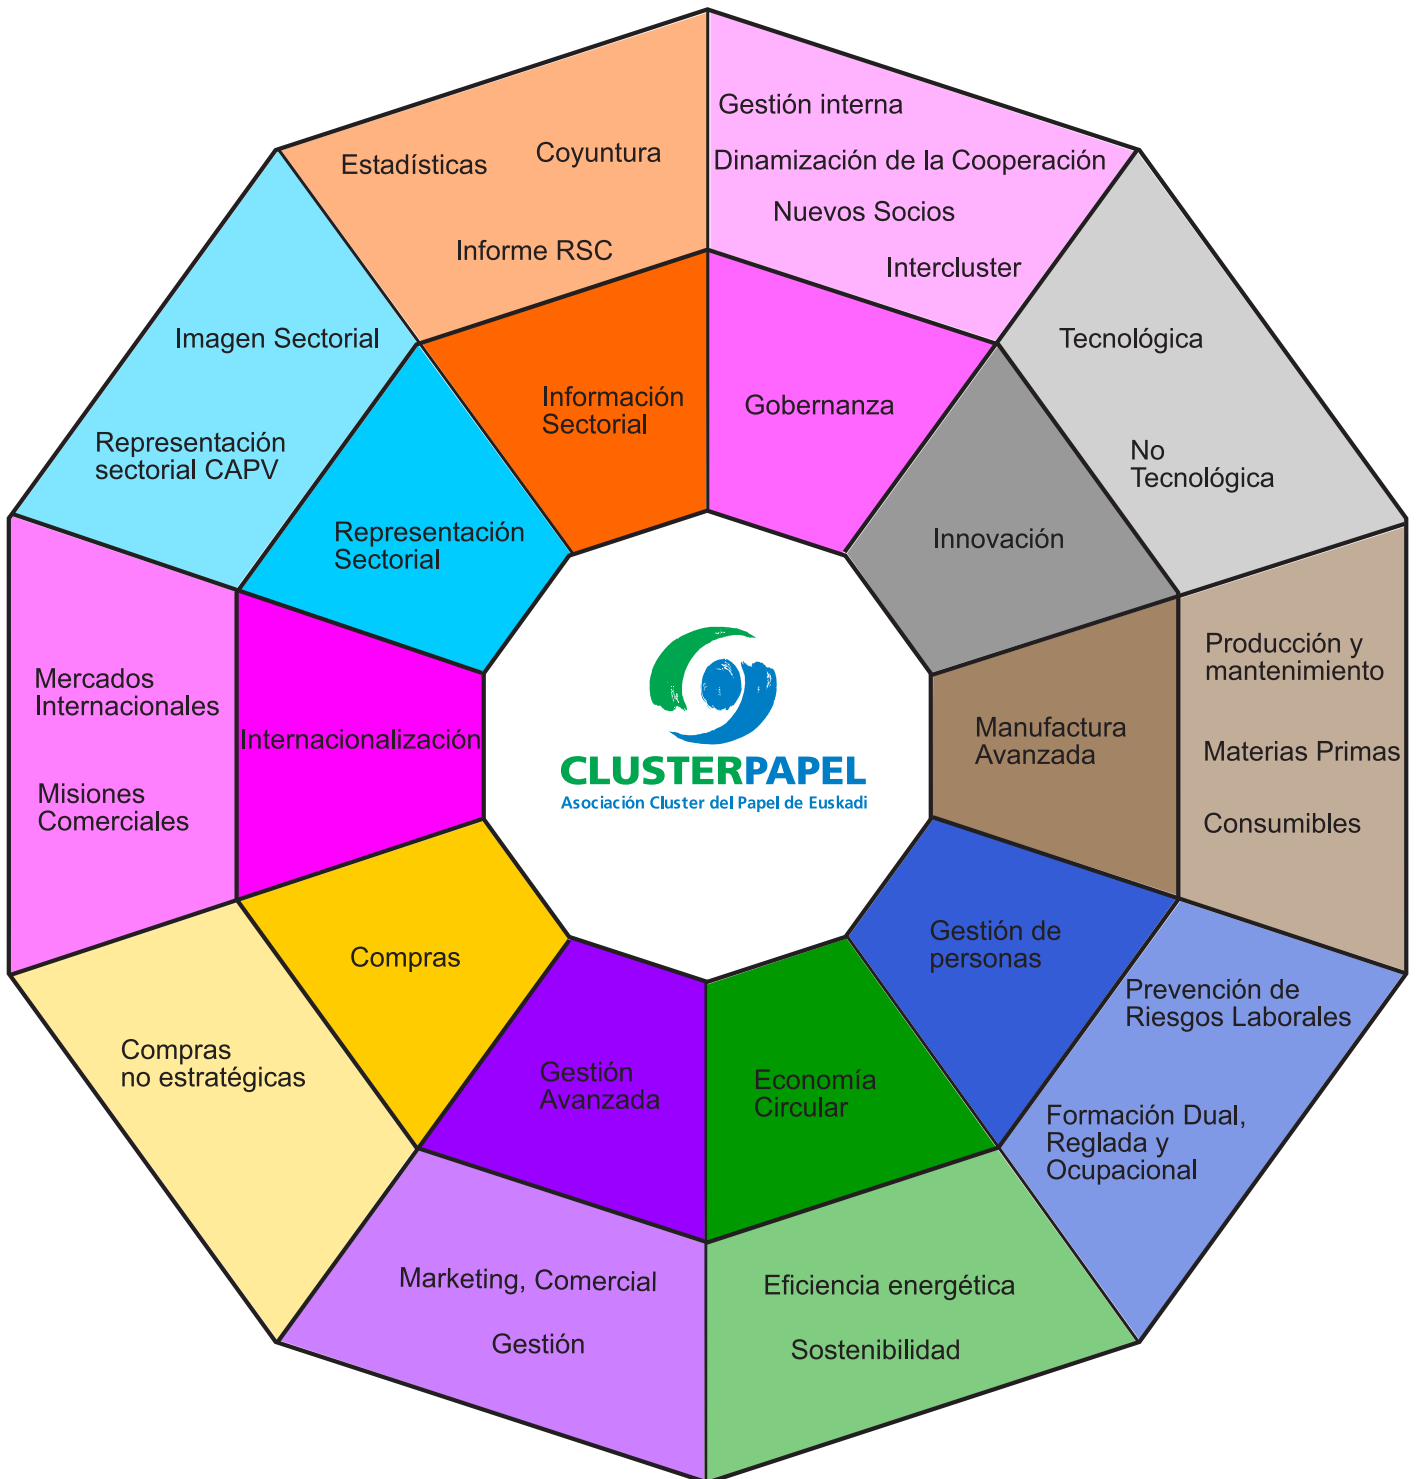 Gestión interna
Dinamización de la Cooperación
Nuevos Socios
Intercluster
Gobernanza
Tecnológica
No
Tecnológica
Innovación
Producción y
mantenimiento
Materias Primas
Consumibles
Manufactura
Avanzada
Prevención de
Riesgos Laborales
Formación Dual,
Reglada y
Ocupacional
Gestión de
personas
Eficiencia energética
Sostenibilidad
Economía
Circular
Marketing, Comercial
Gestión
Gestión
Avanzada
Compras
no estratégicas
Compras
Mercados
Internacionales
Misiones
Comerciales
Internacionalización
Imagen Sectorial
Representación
sectorial CAPV
Representación
Sectorial
Estadísticas
Coyuntura
Informe RSC
Información
Sectorial
CLUSTERPAPEL
Asociación Cluster del Papel de Euskadi